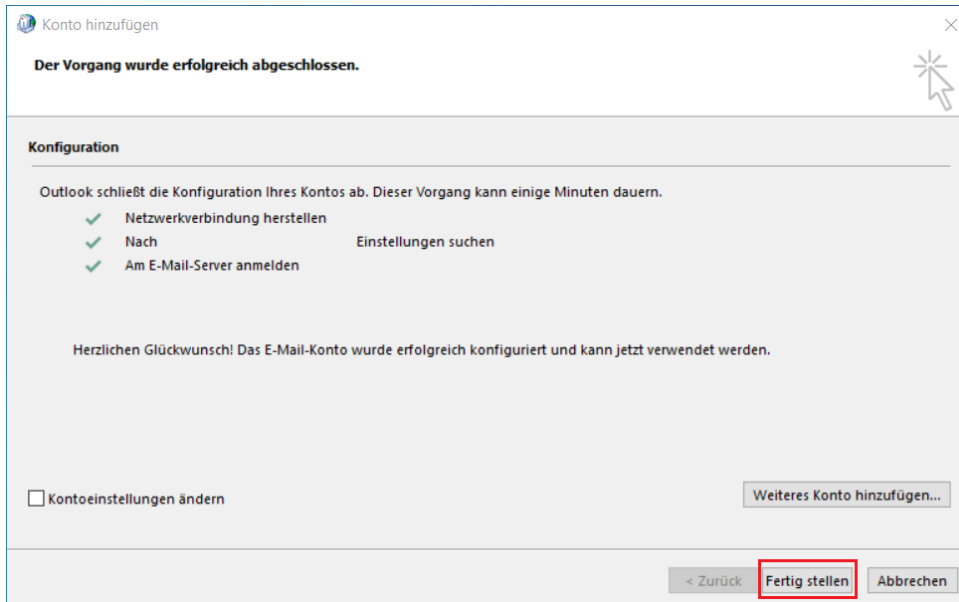 Konto hinzufügen
Der Vorgang wurde erfolgreich abgeschlossen.
Konfiguration
Outlook schließt die Konfiguration Ihres Kontos ab. Dieser Vorgang kann einige Minuten dauern.
Netzwerkverbindung herstellen
Nach Einstellungen suchen
Am E-Mail-Server anmelden
Herzlichen Glückwunsch! Das E-Mail-Konto wurde erfolgreich konfiguriert und kann jetzt verwendet werden.
Kontoeinstellungen ändern
Weiteres Konto hinzufügen...
< Zurück Fertig stellen Abbrechen